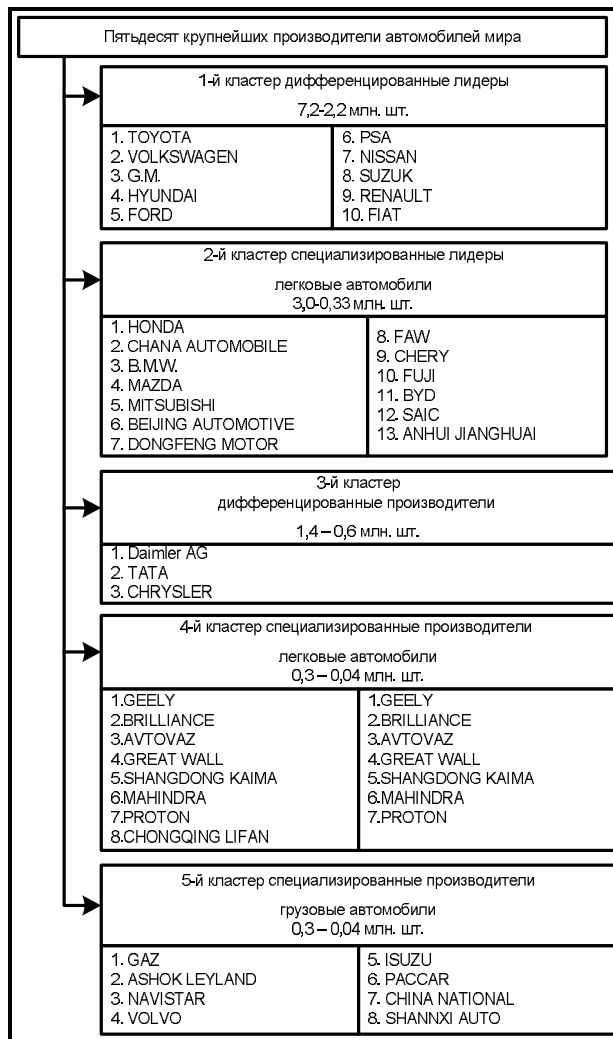 Пятьдесят крупнейших производители автомобилей мира
1-й кластер дифференцированные лидеры
7,2-2,2 млн. шт.
1. TOYOTA
2. VOLKSWAGEN
3. G.M.
4. HYUNDAI
5. FORD
6. PSA
7. NISSAN
8. SUZUK
9. RENAULT
10. FIAT
2-й кластер специализированные лидеры
легковые автомобили
3,0-0,33 млн. шт.
1. HONDA
2. CHANA AUTOMOBILE
3. B.M.W.
4. MAZDA
5. MITSUBISHI
6. BEIJING AUTOMOTIVE
7. DONGFENG MOTOR
8. FAW
9. CHERY
10. FUJI
11. BYD
12. SAIC
13. ANHUI JIANGHUAI
3-й кластер
дифференцированные производители
1,4 – 0,6 млн. шт.
1. Daimler AG
2. TATA
3. CHRYSLER
4-й кластер специализированные производители
легковые автомобили
0,3 – 0,04 млн. шт.
1.GEELY
2.BRILLIANCE
3.AVTOVAZ
4.GREAT WALL
5.SHANGDONG KAIMA
6.MAHINDRA
7.PROTON
8.CHONGQING LIFAN
1.GEELY
2.BRILLIANCE
3.AVTOVAZ
4.GREAT WALL
5.SHANGDONG KAIMA
6.MAHINDRA
7.PROTON
5-й кластер специализированные производители
грузовые автомобили
0,3 – 0,04 млн. шт.
1. GAZ
2. ASHOK LEYLAND
3. NAVISTAR
4. VOLVO
5. ISUZU
6. PACCAR
7. CHINA NATIONAL
8. SHANNXI AUTO